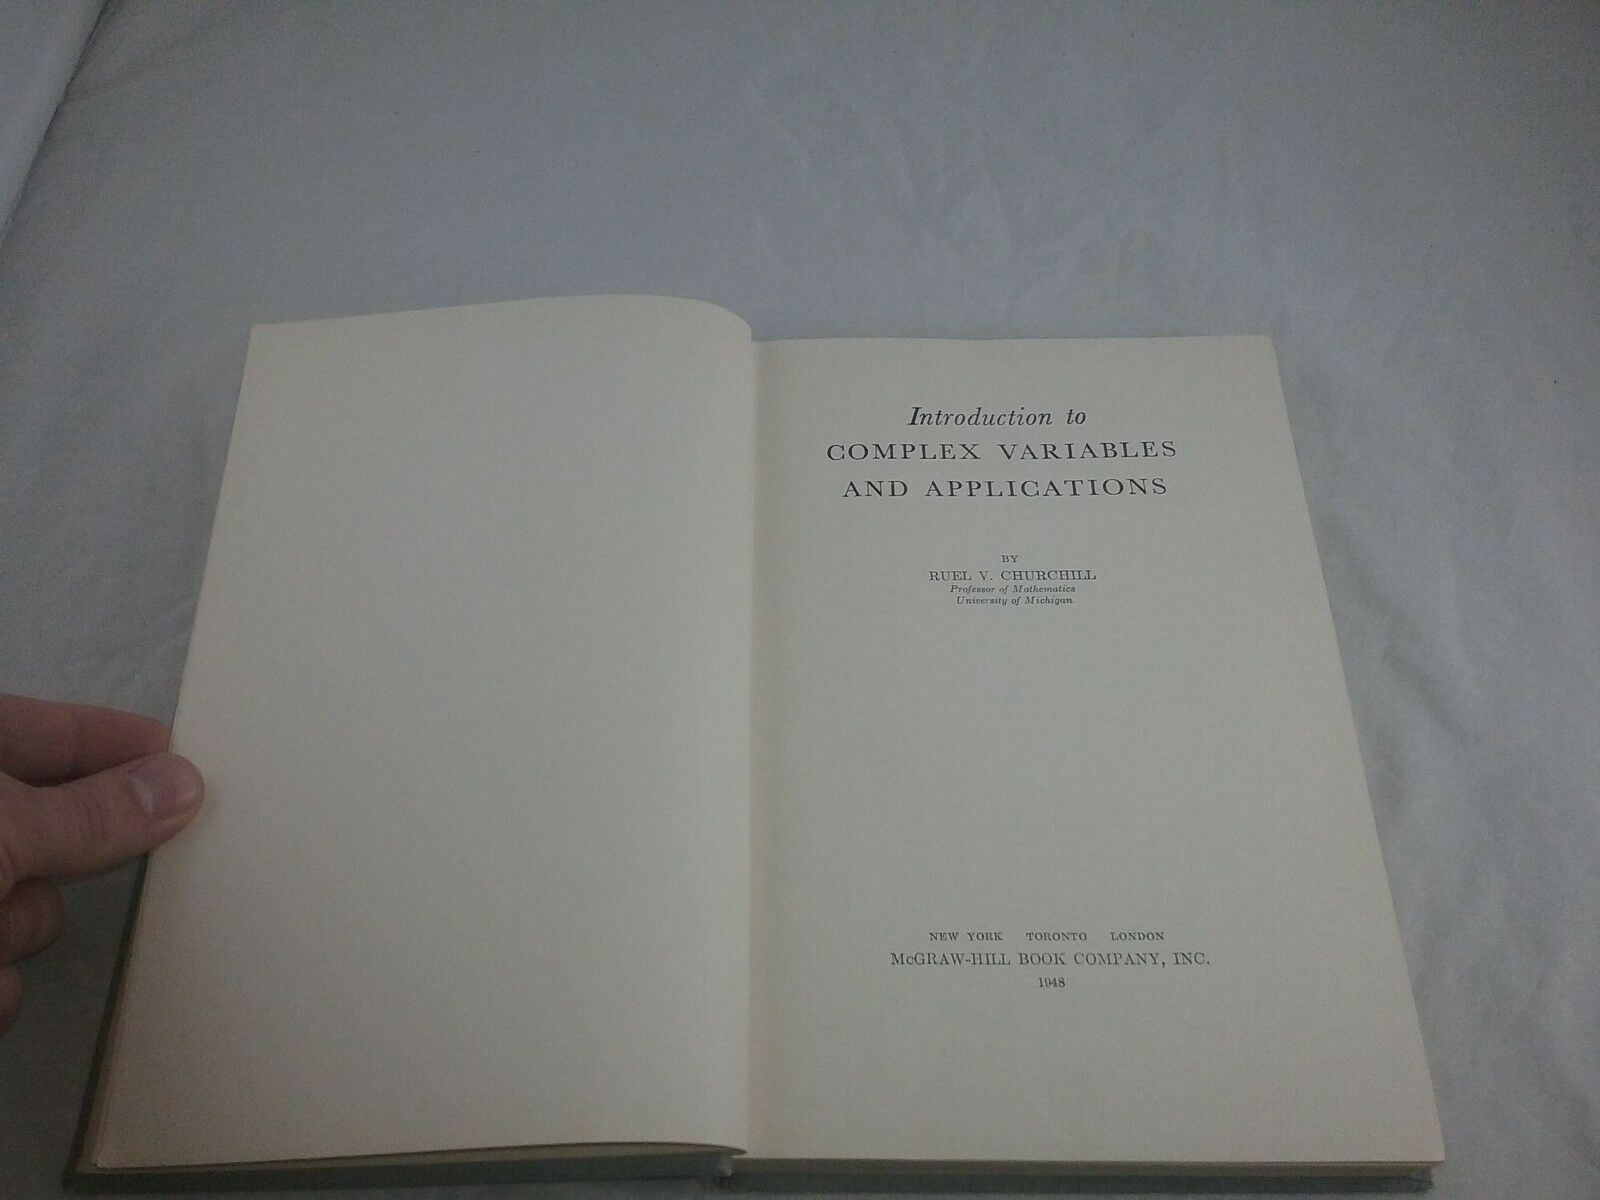 Introduction to
COMPLEX VARIABLES
AND APPLICATIONS
BY
RUEL V. CHURCHILL
Professor of Mathematics
University of Michigan
NEW YORK TORONTO LONDON
McGRAW-HILL BOOK COMPANY, INC.
1948